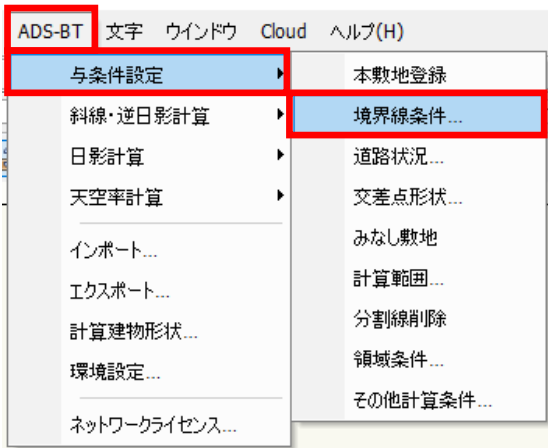 ADS-BT 文字 ウインドウ Cloud ヘルプ(H)
与条件設定
斜線・逆日影計算
日影計算
天空率計算
インポート...
エクスポート...
計算建物形状...
環境設定...
ネットワークライセンス...
本敷地登録
境界線条件...
道路状況...
交差点形状...
みなし敷地
計算範囲...
分割線削除
領域条件...
その他計算条件...